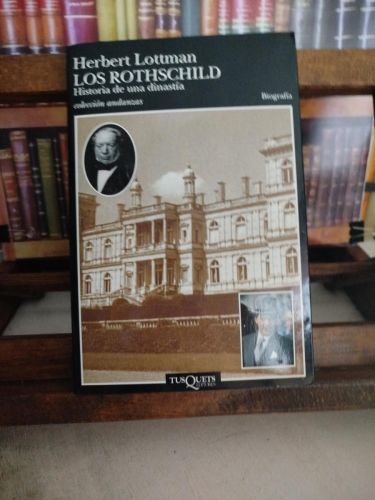 Herbert Lottman
LOS ROTHSCHILD
Historia de una dinastía
colección andanzas
Biografía
TUSQUETS
EDITORES